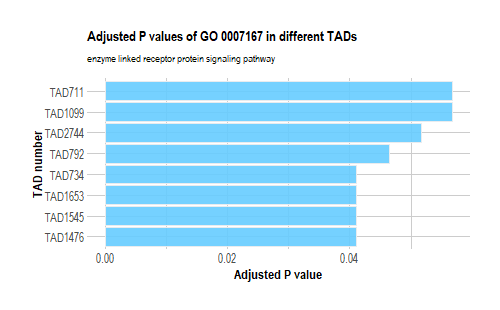 Adjusted P values of GO 0007167 in different TADs
enzyme linked receptor protein signaling pathway
TAD number
TAD711
TAD1099
TAD2744
TAD792
TAD734
TAD1653
TAD1545
TAD1476
0.00 0.02 0.04
Adjusted P value